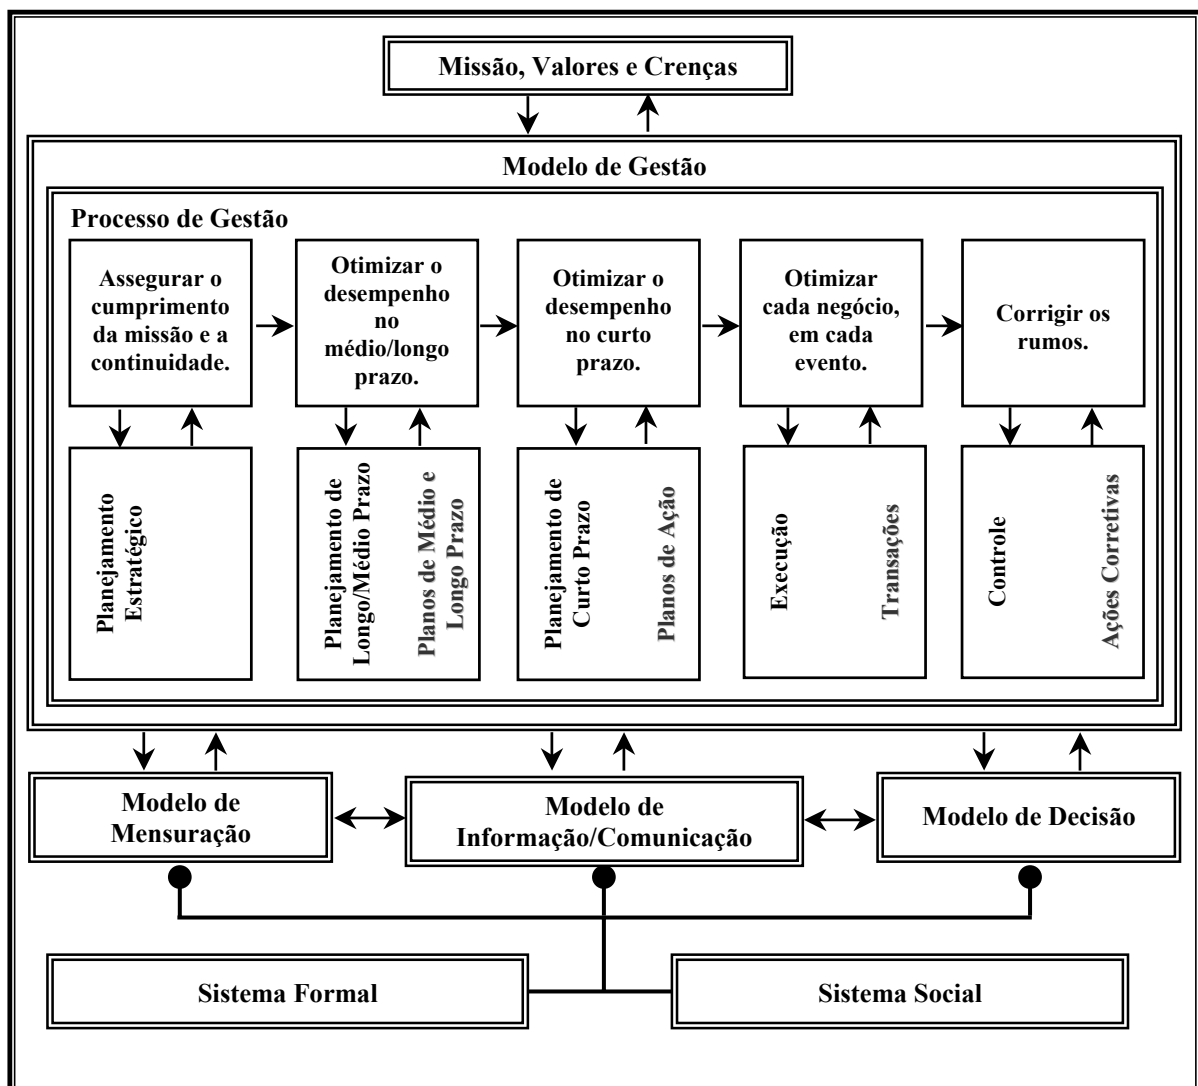 Missão, Valores e Crenças
Modelo de Gestão
Processo de Gestão
Assegurar o
cumprimento
da missão e a
continuidade.
Otimizar o
desempenho
no
médio/longo
prazo.
Otimizar o
desempenho
no curto
prazo.
Otimizar
cada negócio,
em cada
evento.
Corrigir os
rumos.
Planejamento
Estratégico
Planejamento de
Longo/Médio Prazo
Planos de Médio e
Longo Prazo
Planejamento de
Curto Prazo
Planos de Ação
Execução
Transações
Controle
Ações Corretivas
Modelo de
Mensuração
Modelo de
Informação/Comunicação
Modelo de Decisão
Sistema Formal
Sistema Social